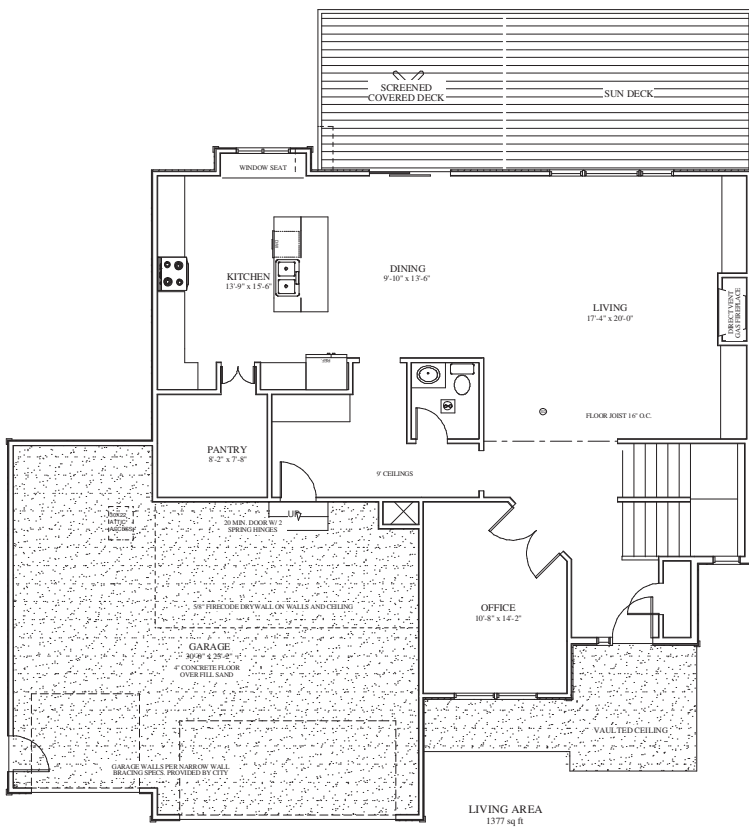 SCREENED
COVERED DECK
SUN DECK
WINDOW SEAT
KITCHEN
13'-9" x 15'-6"
DW
DINING
9'-10" x 13'-6"
LIVING
17'-4" x 20'-0"
DIRECT VENT
GAS FIREPLACE
REF
FLOOR JOIST 16" O.C.
PANTRY
8'-2" x 7'-8"
9' CEILINGS
UP
20 MIN. DOOR W/ 2
SPRING HINGES
ATTIC
ACCESS
5/8" FIRECODE DRYWALL ON WALLS AND CEILING
OFFICE
10'-8" x 14'-2"
GARAGE
4" CONCRETE FLOOR
OVER FILL SAND
VAULTED CEILING
GARAGE WALLS PER NARROW WALL
BRACING SPECS. PROVIDED BY CITY
LIVING AREA
1377 sq ft